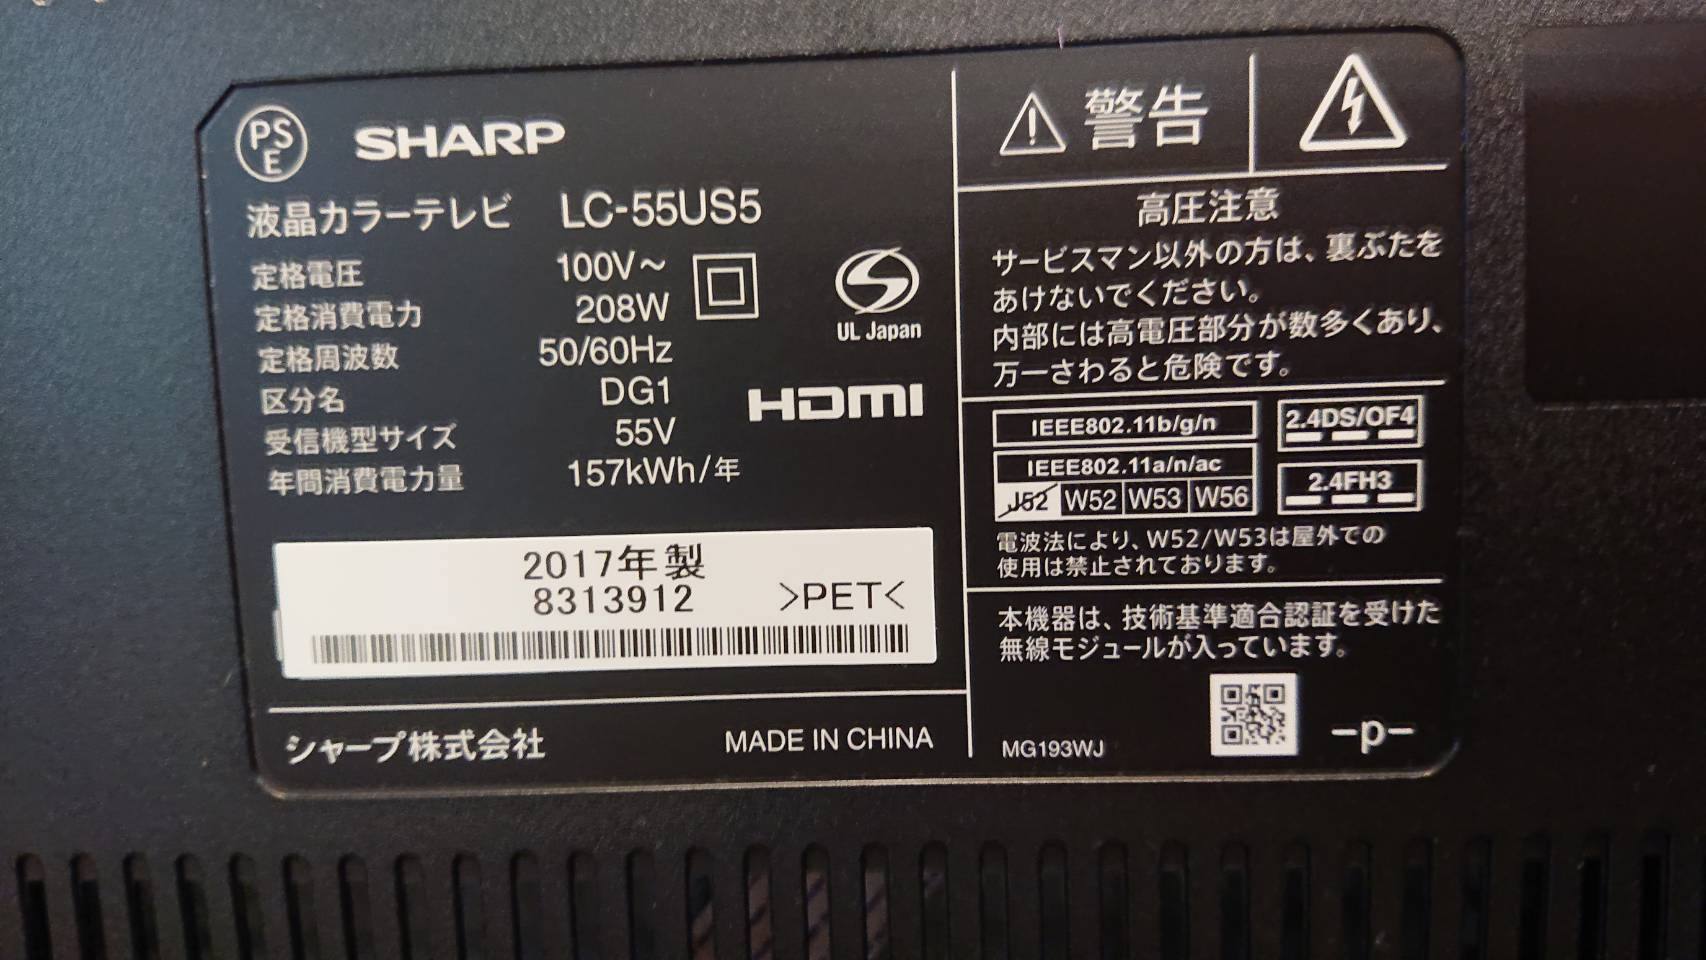 PSE
SHARP
液晶カラーテレビ LC-55US5
定格電圧 100V～
定格消費電力 208W
定格周波数 50/60Hz
区分名 DG1
受信機型サイズ 55V
年間消費電力量 157kWh/年
UL Japan
HDMI
2017年製
8313912 >PET<
シャープ株式会社 MADE IN CHINA
警告
高圧注意
サービスマン以外の方は、裏ぶたを
あけないでください。
内部には高電圧部分が数多くあり、
万一さわると危険です。
IEEE802.11b/g/n
2.4DS/OF4
IEEE802.11a/n/ac
J52 W52 W53 W56
2.4FH3
電波法により、W52/W53は屋外での
使用は禁止されております。
本機器は、技術基準適合認証を受けた
無線モジュールが入っています。
MG193WJ
-p-